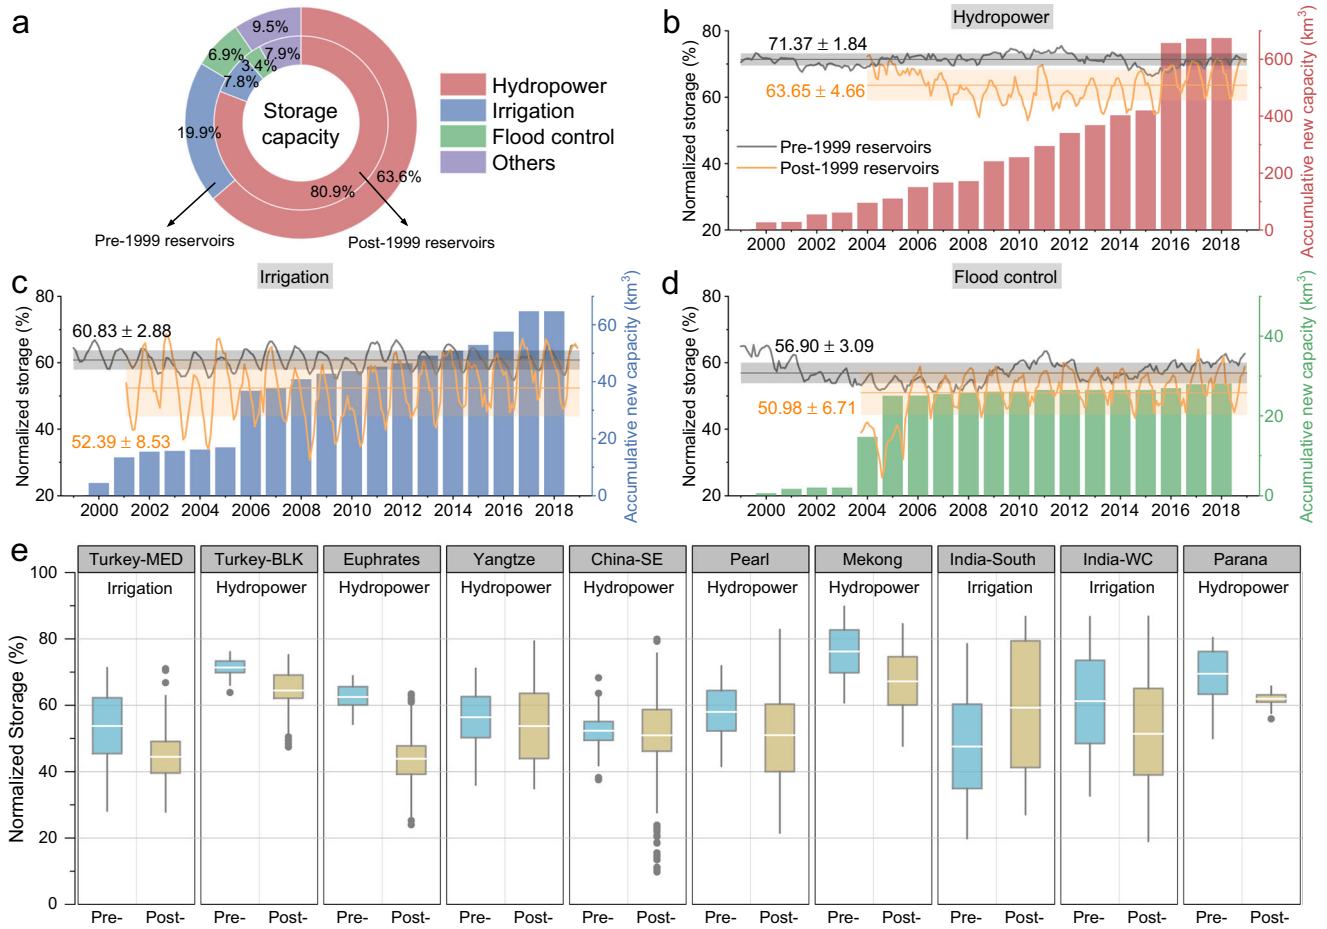 a
9.5%
6.9%
7.9%
3.4%
7.8%
19.9%
Storage
capacity
80.9%
63.6%
Hydropower
Irrigation
Flood control
Others
Pre-1999 reservoirs
Post-1999 reservoirs
b
Hydropower
Normalized storage (%)
80
60
40
20
71.37 ± 1.84
63.65 ± 4.66
Pre-1999 reservoirs
Post-1999 reservoirs
600
400
200
0
Accumulative new capacity (km³)
2000 2002 2004 2006 2008 2010 2012 2014 2016 2018
c
Irrigation
Normalized storage (%)
80
60
40
20
60.83 ± 2.88
52.39 ± 8.53
60
40
20
0
Accumulative new capacity (km³)
2000 2002 2004 2006 2008 2010 2012 2014 2016 2018
d
Flood control
Normalized storage (%)
80
60
40
20
56.90 ± 3.09
50.98 ± 6.71
40
20
0
Accumulative new capacity (km³)
2000 2002 2004 2006 2008 2010 2012 2014 2016 2018
e
Turkey-MED Turkey-BLK Euphrates Yangtze China-SE Pearl Mekong India-South India-WC Parana
Irrigation Hydropower Hydropower Hydropower Hydropower Hydropower Hydropower Irrigation Irrigation Hydropower
Normalized Storage (%)
100
80
60
40
20
0
Pre- Post- Pre- Post- Pre- Post- Pre- Post- Pre- Post- Pre- Post- Pre- Post- Pre- Post- Pre- Post- Pre- Post-